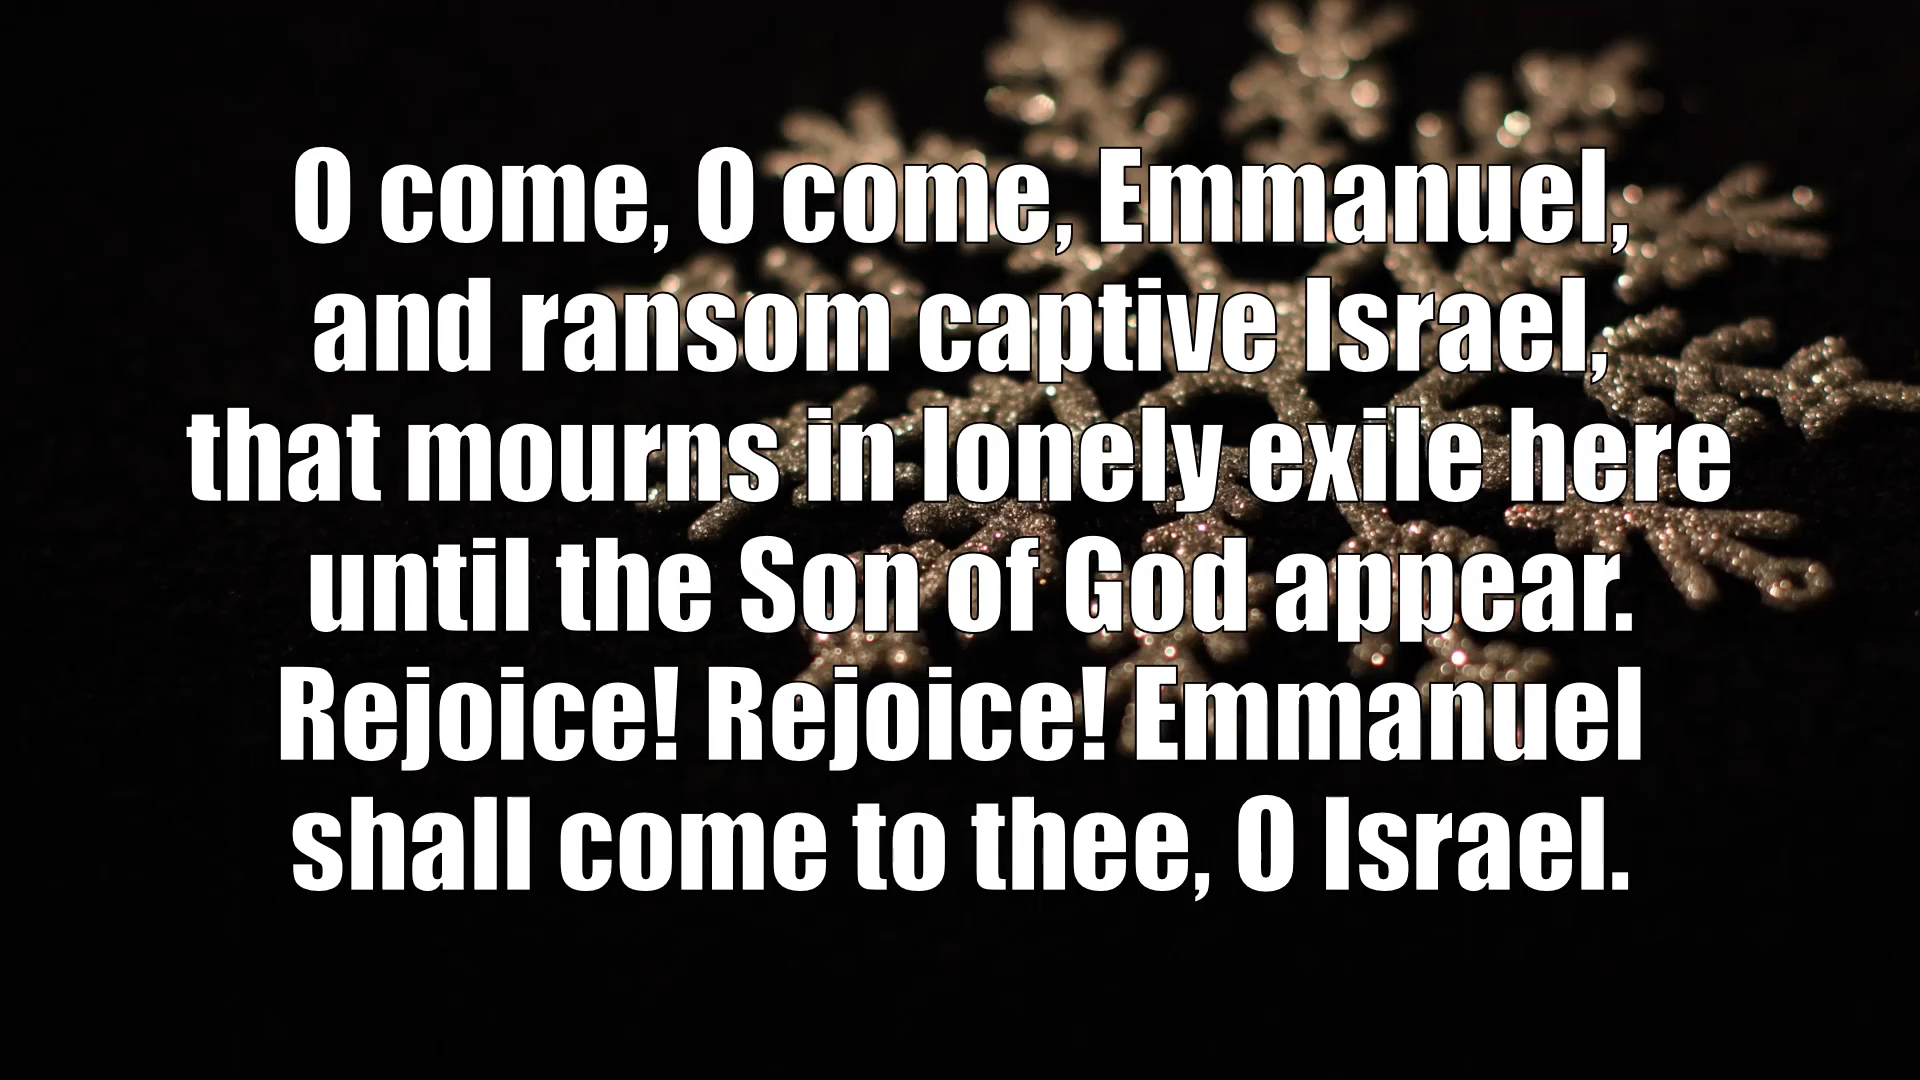 O come, O come, Emmanuel,
and ransom captive Israel,
that mourns in lonely exile here
until the Son of God appear.
Rejoice! Rejoice! Emmanuel
shall come to thee, O Israel.